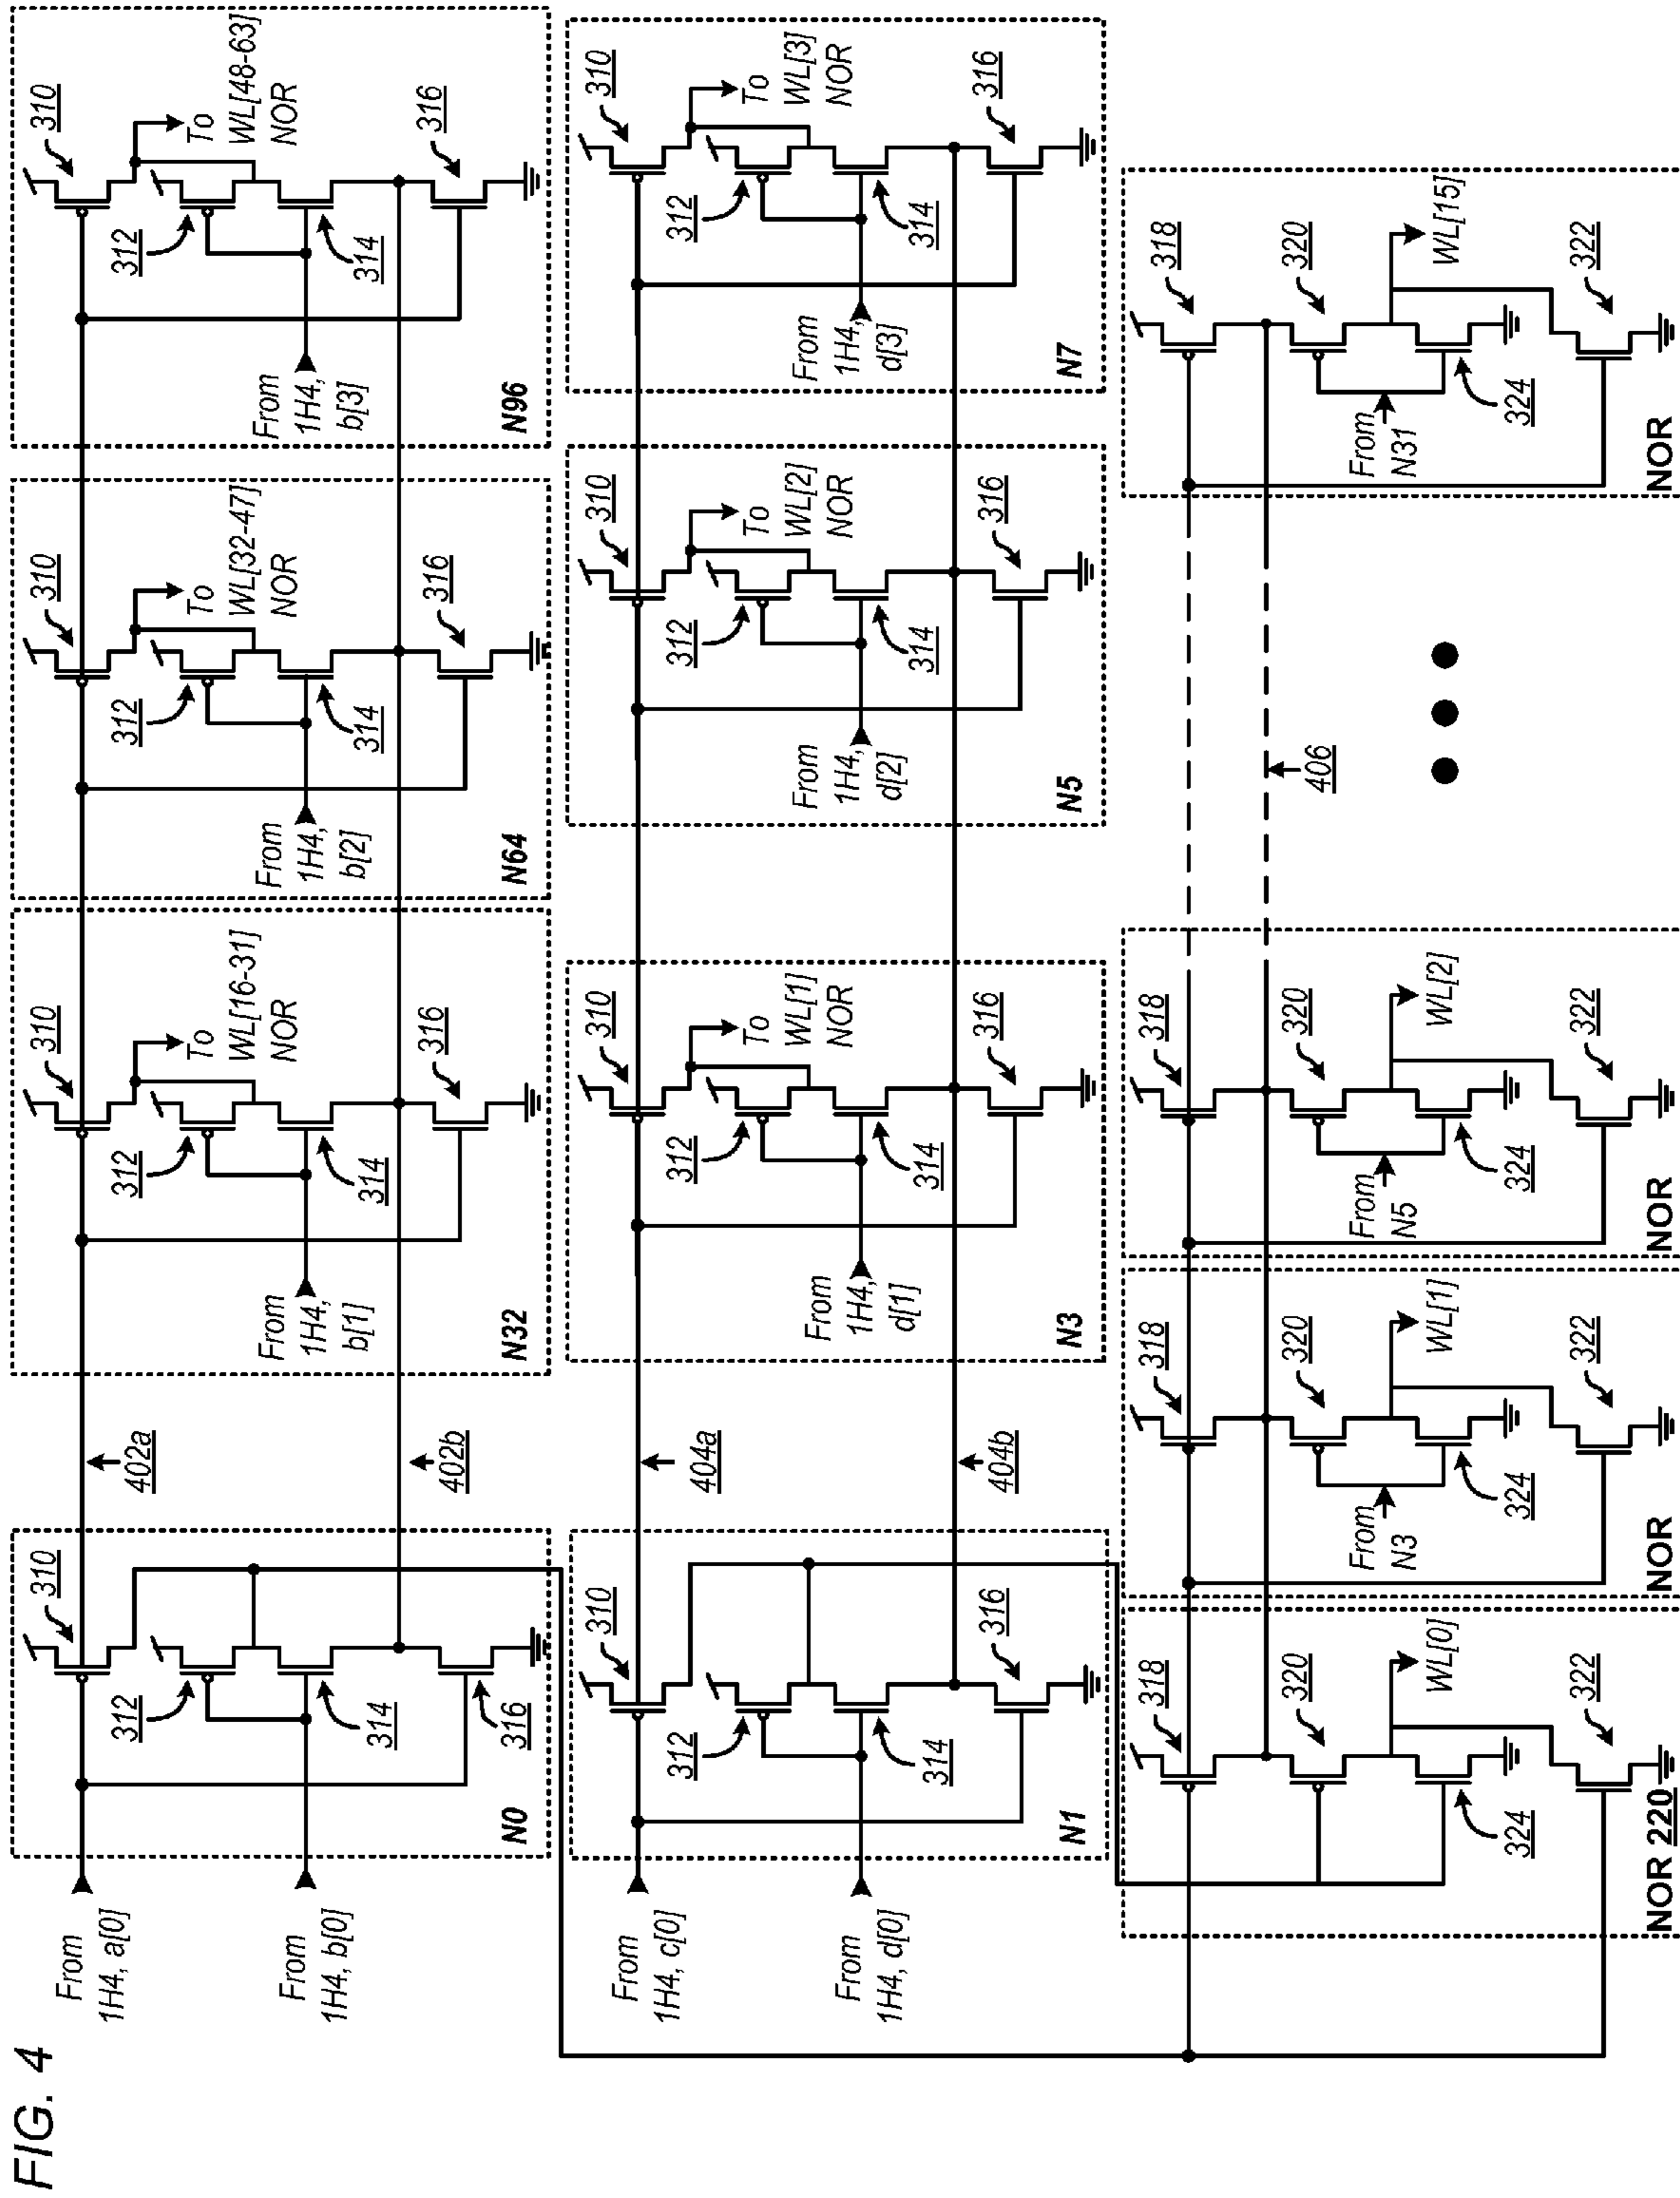 FIG. 4
From
1H4, a[0]
From
1H4, b[0]
310
312
314
316
N0
402a
402b
310
312
314
316
To
WL[16-31]
NOR
From
1H4,
b[1]
N32
310
312
314
316
To
WL[32-47]
NOR
From
1H4,
b[2]
N64
310
312
314
316
To
WL[48-63]
NOR
From
1H4,
b[3]
N96
From
1H4, c[0]
From
1H4, d[0]
310
312
314
316
N1
404a
404b
310
312
314
316
To
WL[1]
NOR
From
1H4,
d[1]
N3
310
312
314
316
To
WL[2]
NOR
From
1H4,
d[2]
N5
310
312
314
316
To
WL[3]
NOR
From
1H4,
d[3]
N7
318
320
WL[0]
324
322
NOR 220
318
320
From
N3
WL[1]
324
322
NOR
318
320
From
N5
WL[2]
324
322
NOR
406
318
320
From
N31
WL[15]
324
322
NOR